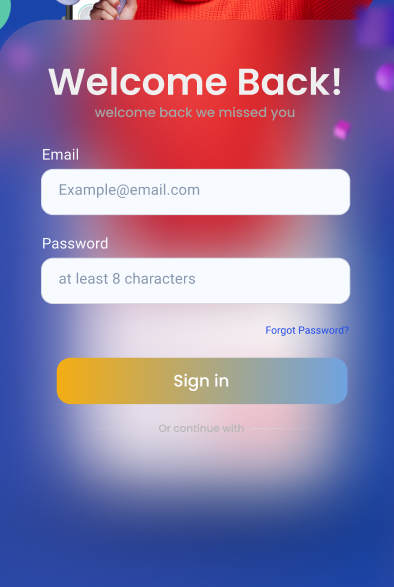 Welcome Back!
welcome back we missed you
Email
Example@email.com
Password
at least 8 characters
Forgot Password?
Sign in
Or continue with